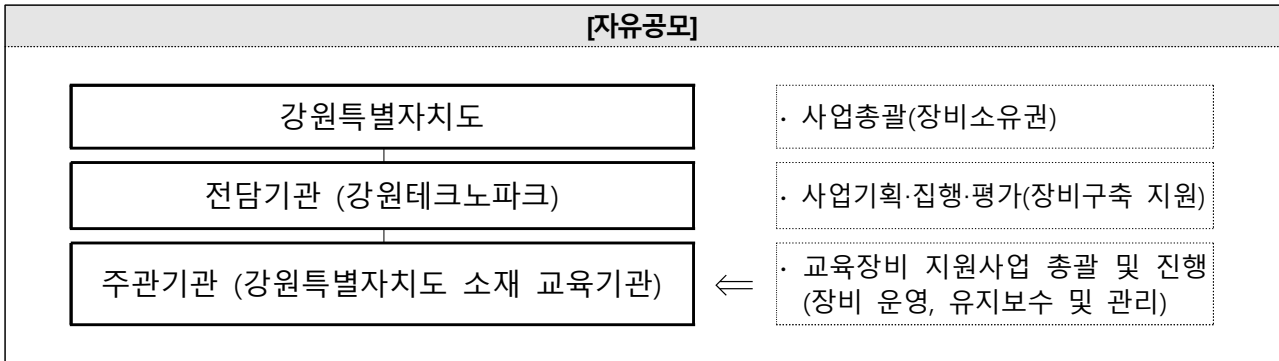 [자유공모]
강원특별자치도
· 사업총괄(장비소유권)
전담기관 (강원테크노파크)
· 사업기획·집행·평가(장비구축 지원)
주관기관 (강원특별자치도 소재 교육기관)
⇐
· 교육장비 지원사업 총괄 및 진행
(장비 운영, 유지보수 및 관리)